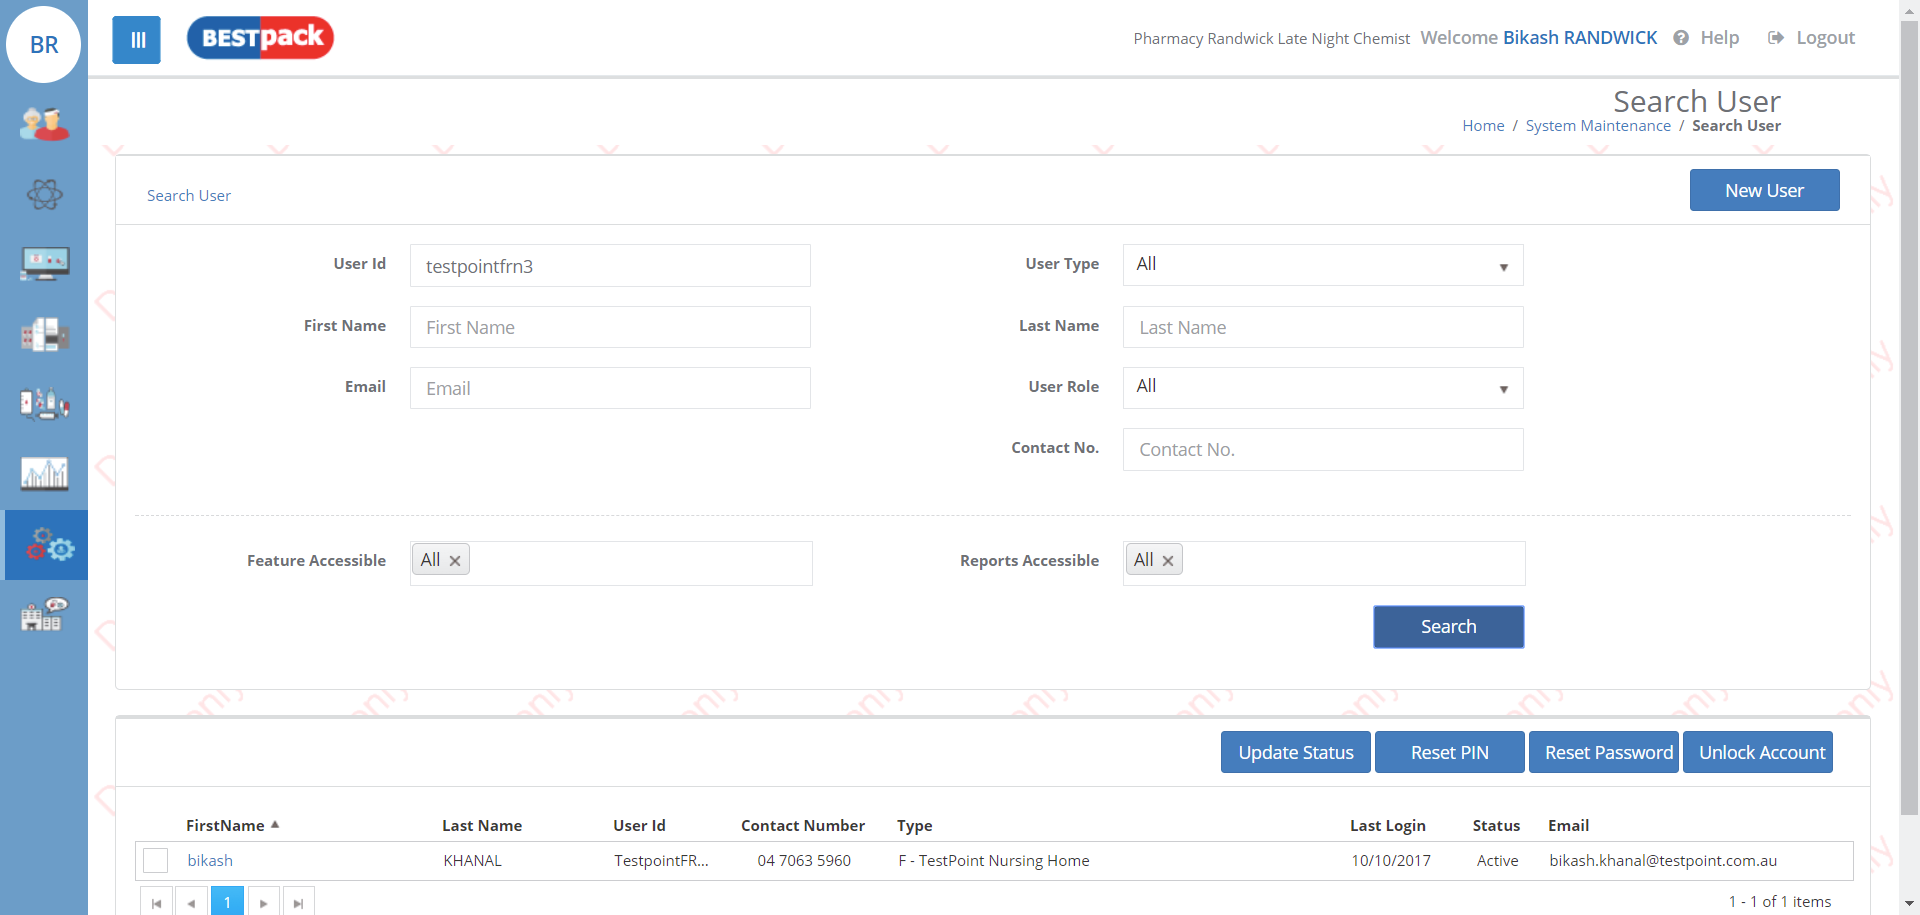 BR
BESTpack
Pharmacy Randwick Late Night Chemist Welcome Bikash RANDWICK Help Logout
Search User
Home / System Maintenance / Search User
Search User
New User
User Id testpointfrn3 User Type All
First Name First Name Last Name Last Name
Email Email User Role All
Contact No. Contact No.
Feature Accessible All × Reports Accessible All ×
Search
Update Status Reset PIN Reset Password Unlock Account
FirstName Last Name User Id Contact Number Type Last Login Status Email
bikash KHANAL TestpointFR... 04 7063 5960 F - TestPoint Nursing Home 10/10/2017 Active bikash.khanal@testpoint.com.au
1
1 - 1 of 1 items